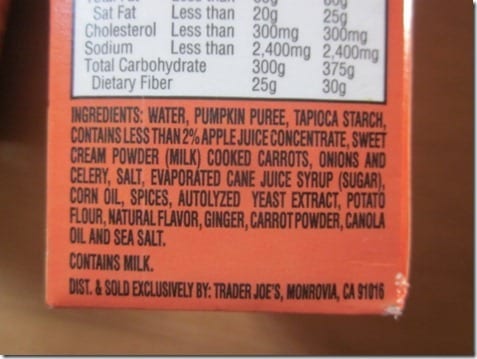 Sat Fat Less than 20g 25g
Cholesterol Less than 300mg 300mg
Sodium Less than 2,400mg 2,400mg
Total Carbohydrate 300g 375g
Dietary Fiber 25g 30g
INGREDIENTS: WATER, PUMPKIN PUREE, TAPIOCA STARCH,
CONTAINS LESS THAN 2% APPLE JUICE CONCENTRATE, SWEET
CREAM POWDER (MILK) COOKED CARROTS, ONIONS AND
CELERY, SALT, EVAPORATED CANE JUICE SYRUP (SUGAR),
CORN OIL, SPICES, AUTOLYZED YEAST EXTRACT, POTATO
FLOUR, NATURAL FLAVOR, GINGER, CARROT POWDER, CANOLA
OIL AND SEA SALT.
CONTAINS MILK.
DIST. & SOLD EXCLUSIVELY BY: TRADER JOE'S, MONROVIA, CA 91016